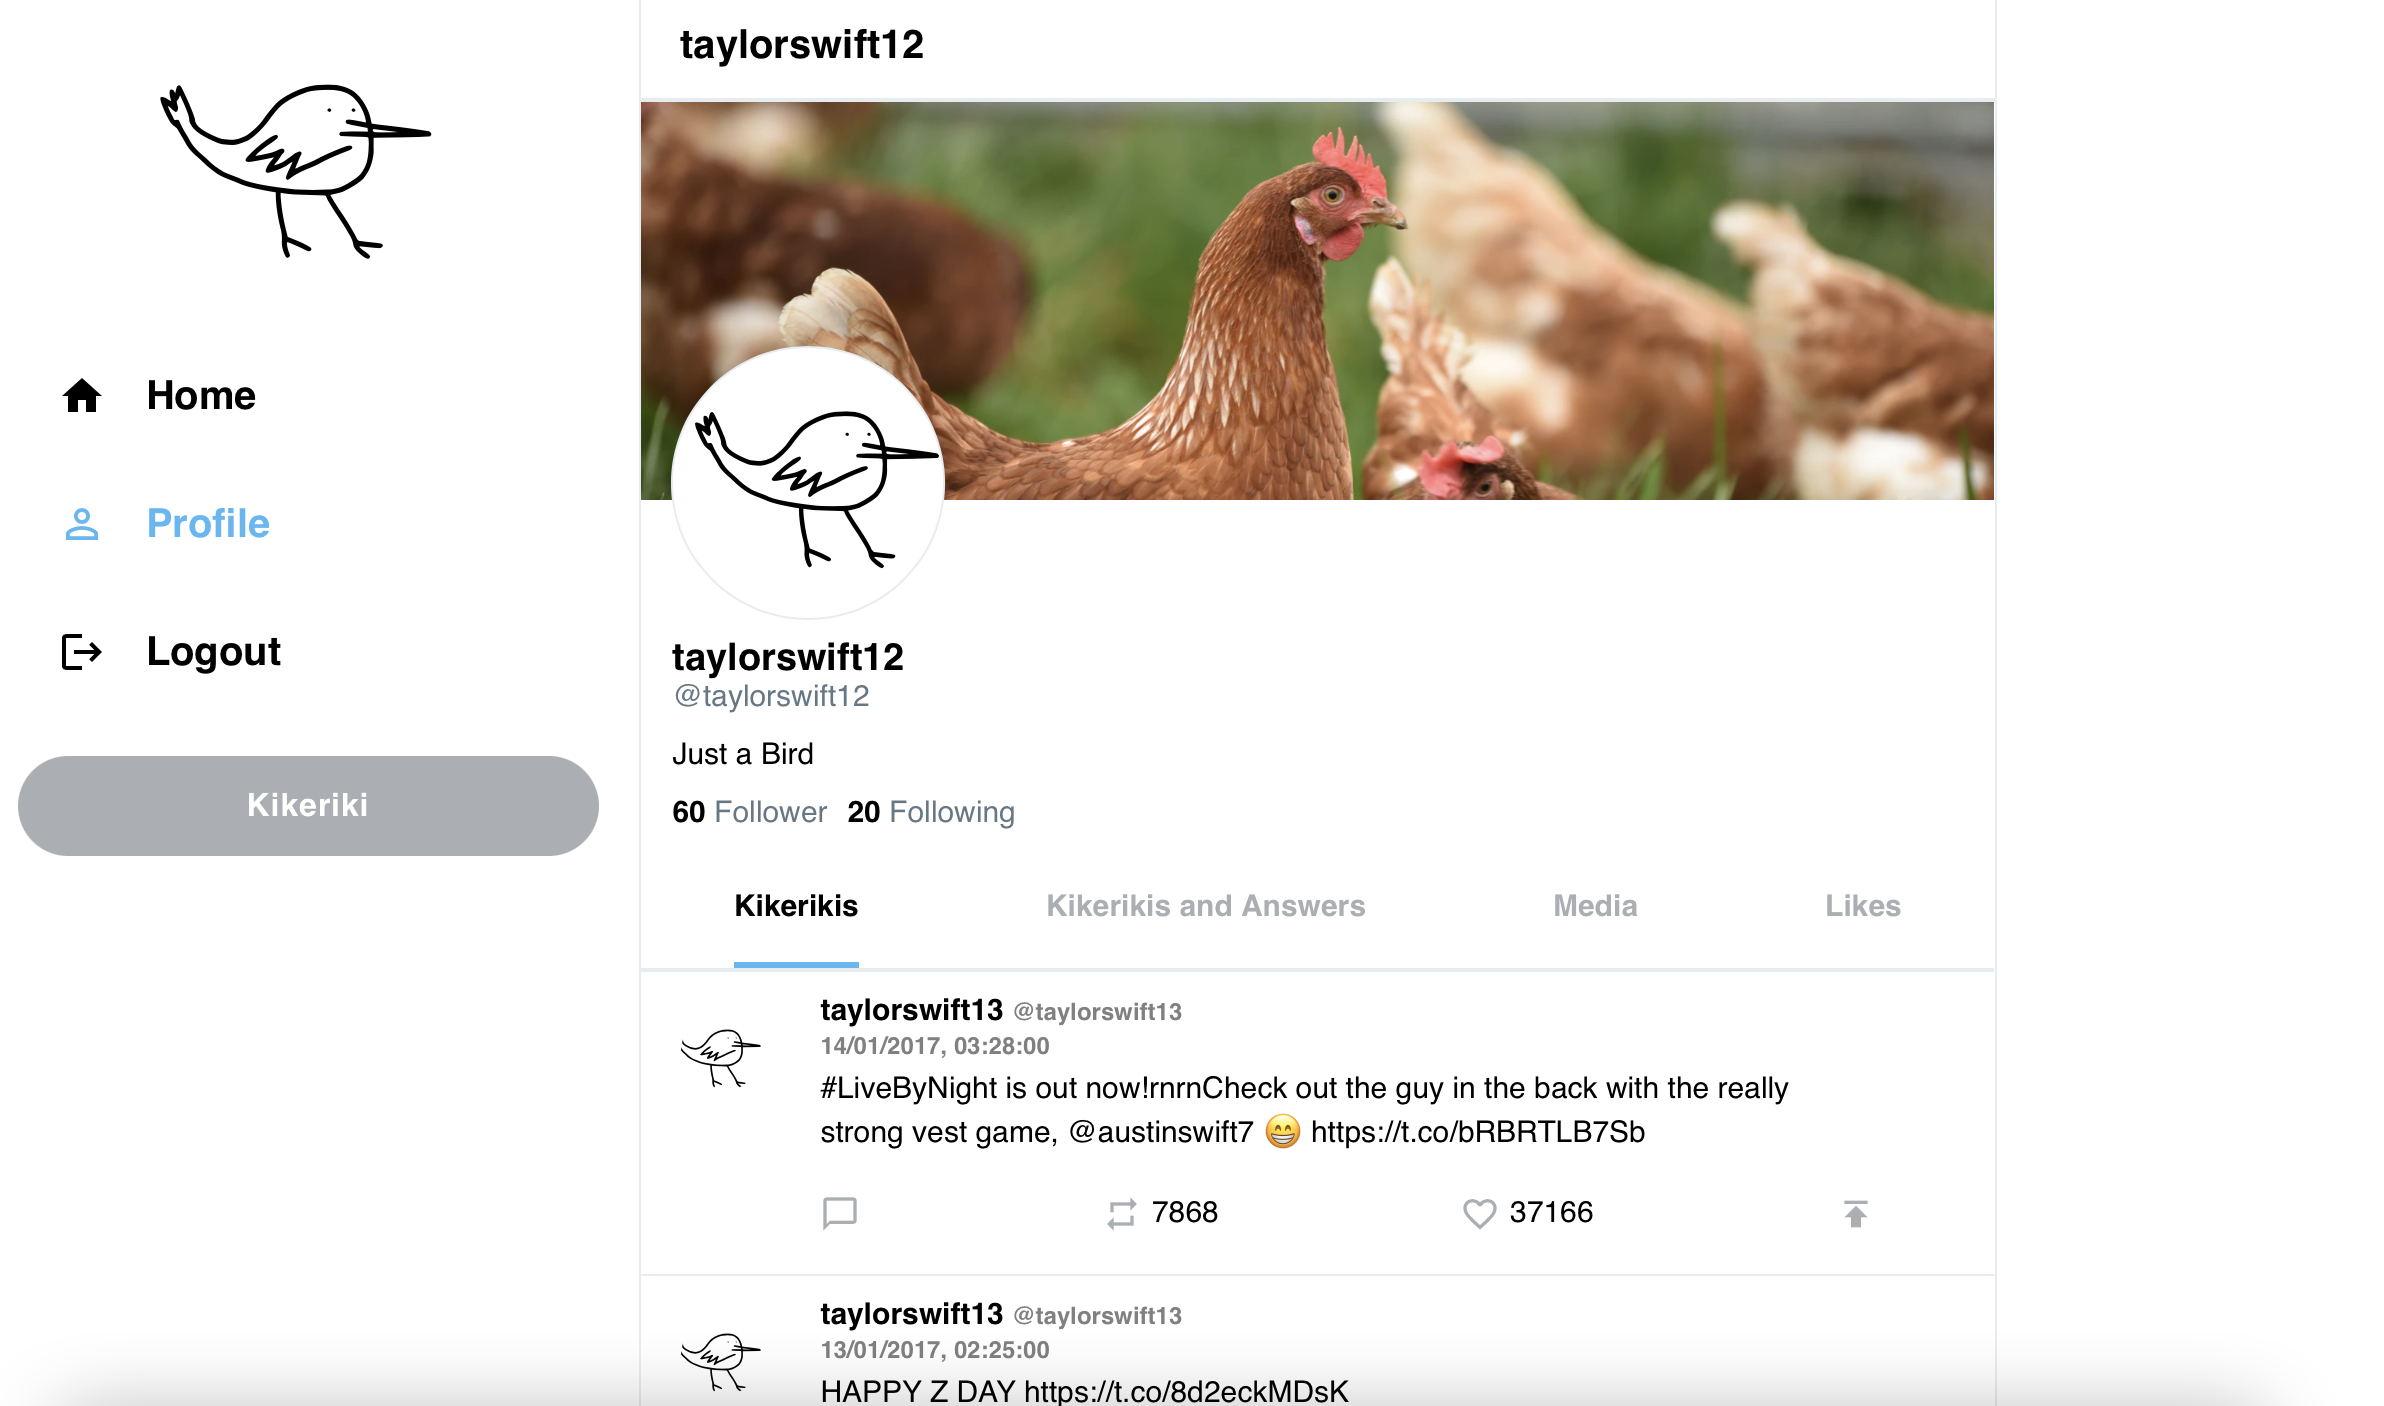 taylorswift12
Home
Profile
Logout
Kikeriki
taylorswift12
@taylorswift12
Just a Bird
60 Follower 20 Following
Kikerikis Kikerikis and Answers Media Likes
taylorswift13 @taylorswift13
14/01/2017, 03:28:00
#LiveByNight is out now!rnrnCheck out the guy in the back with the really
strong vest game, @austinswift7 😁 https://t.co/bRBRTLB7Sb
7868 37166
taylorswift13 @taylorswift13
13/01/2017, 02:25:00
HAPPY Z DAY https://t.co/8d2eckMDsK